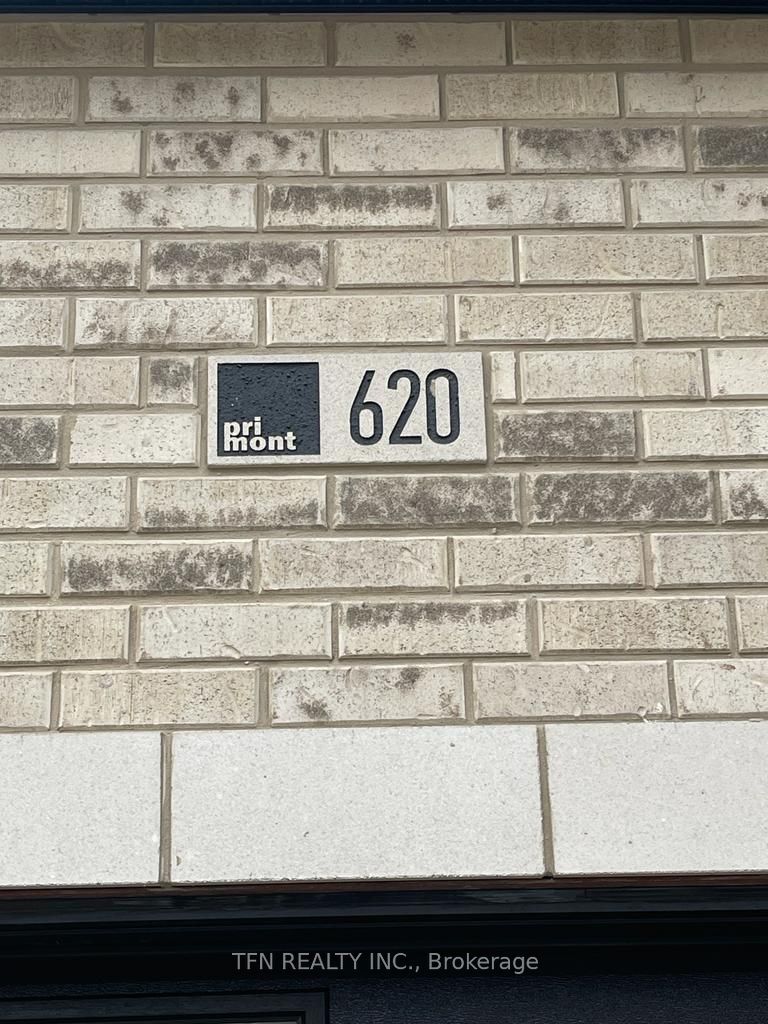 pri
mont
620
TFN REALTY INC., Brokerage